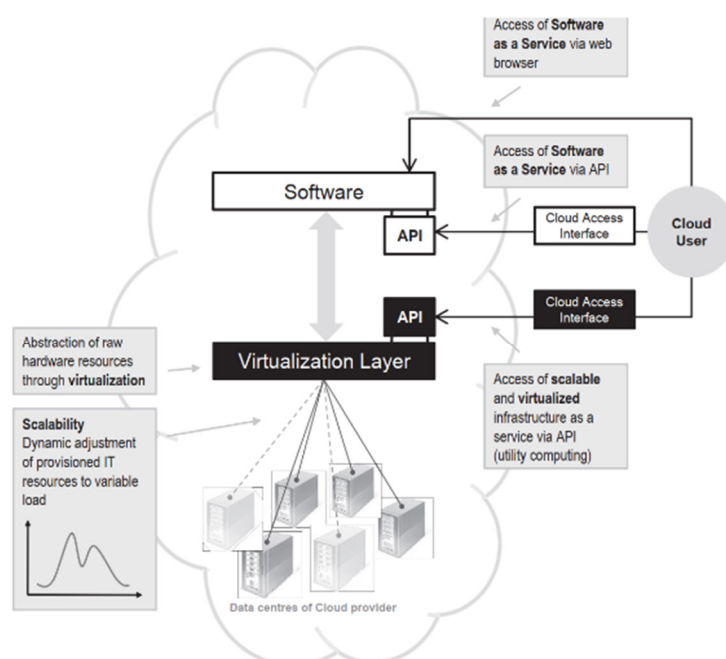 Access of Software
as a Service via web
browser
Access of Software
as a Service via API
Software
API
Cloud Access
Interface
Cloud
User
API
Cloud Access
Interface
Virtualization Layer
Abstraction of raw
hardware resources
through virtualization
Access of scalable
and virtualized
infrastructure as a
service via API
(utility computing)
Scalability
Dynamic adjustment
of provisioned IT
resources to variable
load
Data centres of Cloud provider